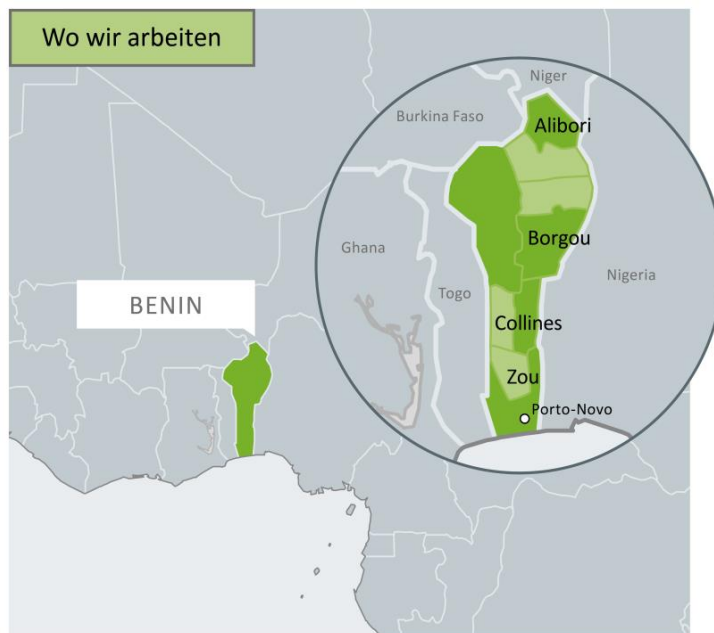 Wo wir arbeiten
Niger
Burkina Faso
Alibori
Borgou
Ghana
Nigeria
Togo
BENIN
Collines
Zou
Porto-Novo